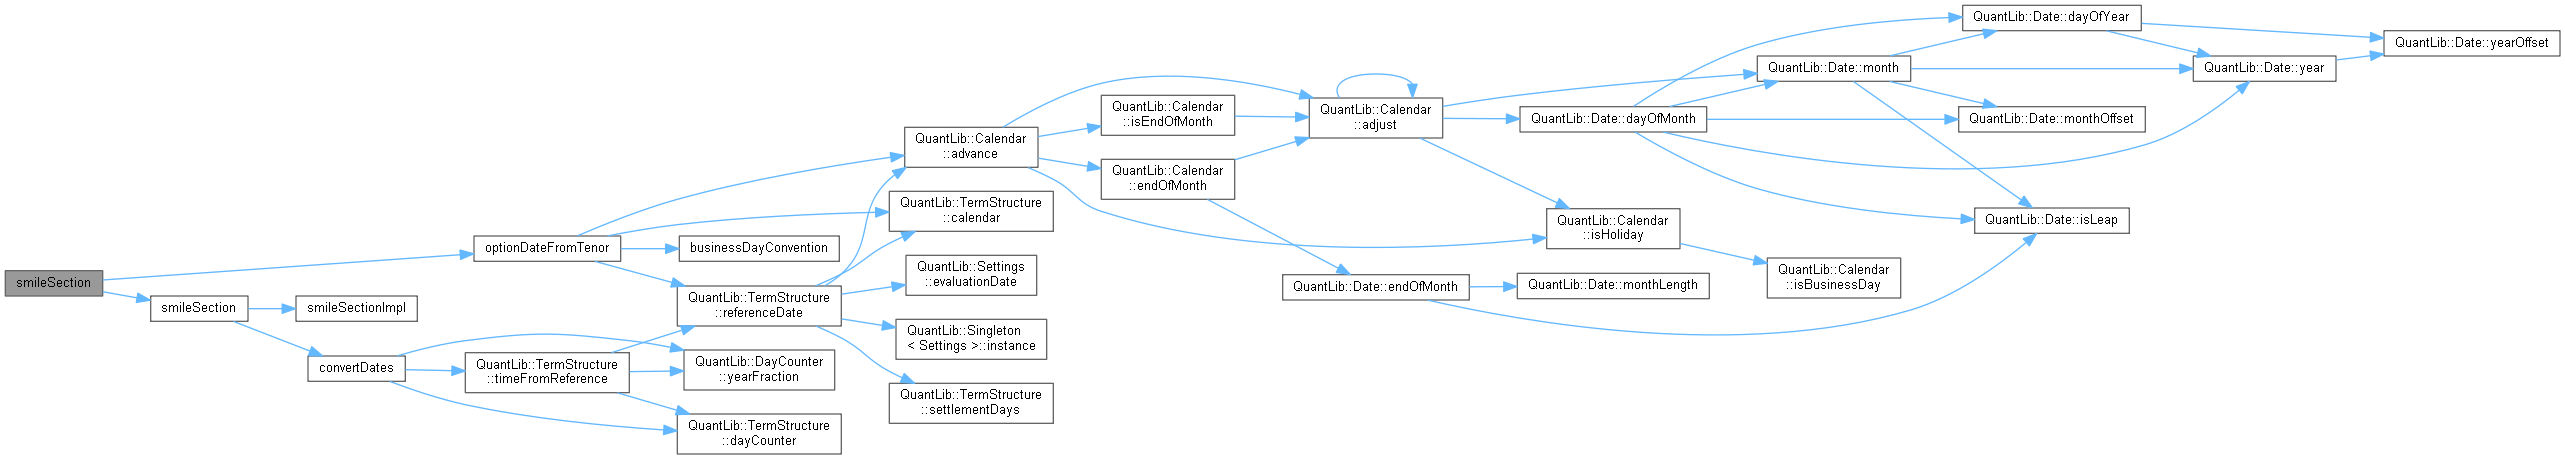 smileSection
optionDateFromTenor
smileSection
smileSectionImpl
convertDates
QuantLib::TermStructure
::timeFromReference
businessDayConvention
QuantLib::TermStructure
::referenceDate
QuantLib::DayCounter
::yearFraction
QuantLib::TermStructure
::dayCounter
QuantLib::Calendar
::advance
QuantLib::TermStructure
::calendar
QuantLib::Settings
::evaluationDate
QuantLib::Singleton
< Settings >::instance
QuantLib::TermStructure
::settlementDays
QuantLib::Calendar
::isEndOfMonth
QuantLib::Calendar
::endOfMonth
QuantLib::Calendar
::adjust
QuantLib::Date::endOfMonth
QuantLib::Date::dayOfMonth
QuantLib::Calendar
::isHoliday
QuantLib::Date::monthLength
QuantLib::Date::month
QuantLib::Calendar
::isBusinessDay
QuantLib::Date::dayOfYear
QuantLib::Date::monthOffset
QuantLib::Date::isLeap
QuantLib::Date::year
QuantLib::Date::yearOffset